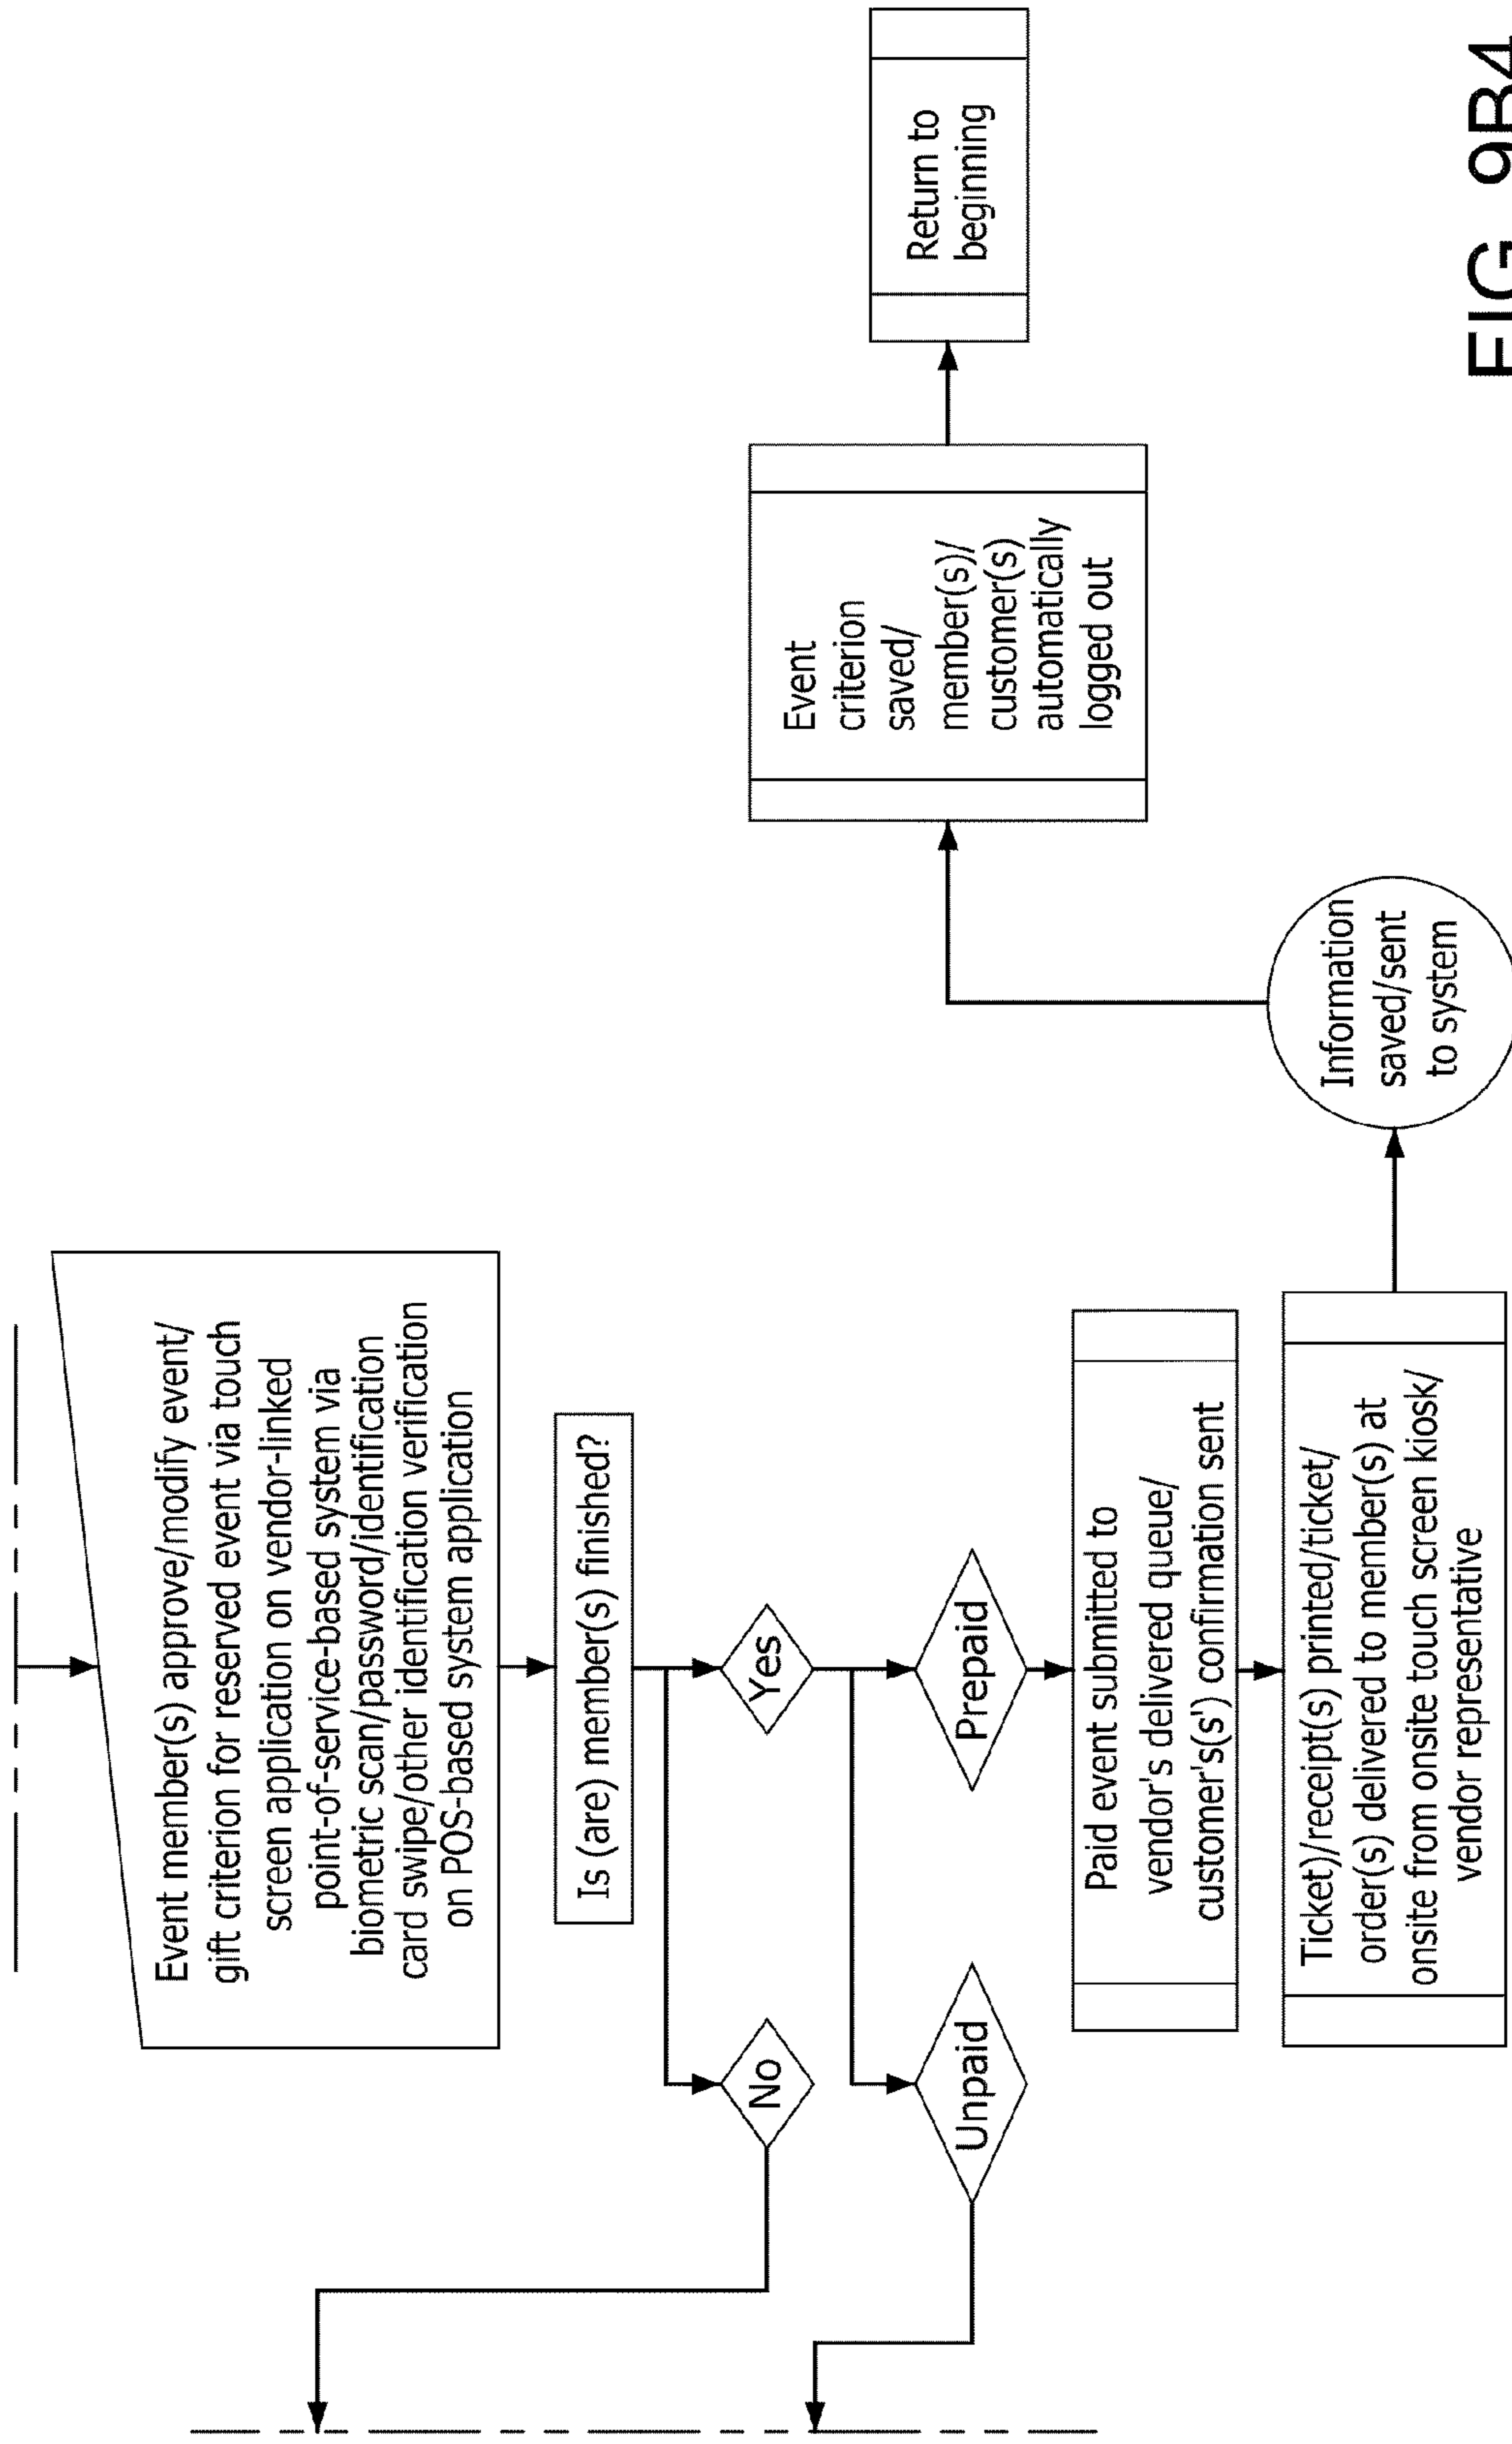 Event member(s) approve/modify event/
gift criterion for reserved event via touch
screen application on vendor-linked
point-of-service-based system via
biometric scan/password/identification
card swipe/other identification verification
on POS-based system application
Is (are) member(s) finished?
No
Yes
Unpaid
Prepaid
Paid event submitted to
vendor's delivered queue/
customer's(s') confirmation sent
Ticket)/receipt(s) printed/ticket/
order(s) delivered to member(s) at
onsite from onsite touch screen kiosk/
vendor representative
Information
saved/sent
to system
Event
criterion
saved/
member(s)/
customer(s)
automatically
logged out
Return to
beginning
FIG. 9B4